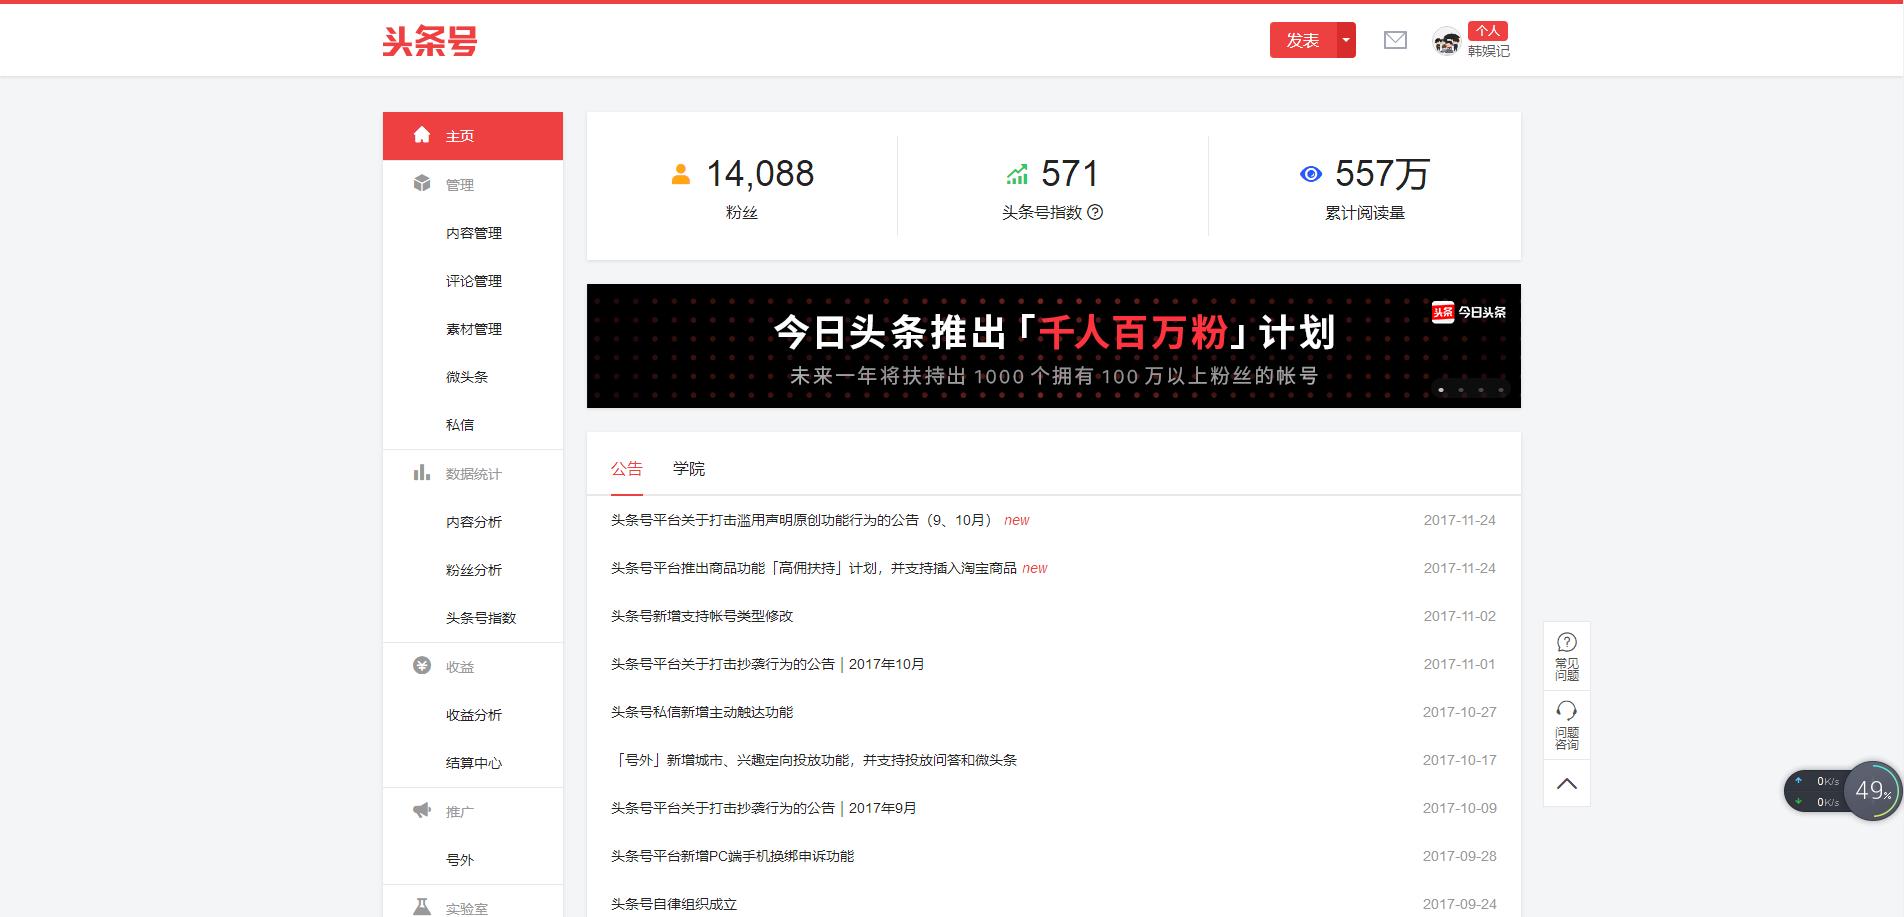 头条号
发表
个人
韩娱记
主页
管理
内容管理
评论管理
素材管理
微头条
私信
数据统计
内容分析
粉丝分析
头条号指数
收益
收益分析
结算中心
推广
号外
实验室
14,088
粉丝
571
头条号指数
557万
累计阅读量
头条 今日头条
今日头条推出「千人百万粉」计划
未来一年将扶持出 1000 个拥有 100 万以上粉丝的帐号
公告 学院
头条号平台关于打击滥用声明原创功能行为的公告（9、10月） new 2017-11-24
头条号平台推出商品功能「高佣扶持」计划，并支持插入淘宝商品 new 2017-11-24
头条号新增支持帐号类型修改 2017-11-02
头条号平台关于打击抄袭行为的公告 | 2017年10月 2017-11-01
头条号私信新增主动触达功能 2017-10-27
「号外」新增城市、兴趣定向投放功能，并支持投放问答和微头条 2017-10-17
头条号平台关于打击抄袭行为的公告 | 2017年9月 2017-10-09
头条号平台新增PC端手机换绑申诉功能 2017-09-28
头条号自律组织成立 2017-09-24
常见
问题
问题
咨询
0K/s
0K/s
49%